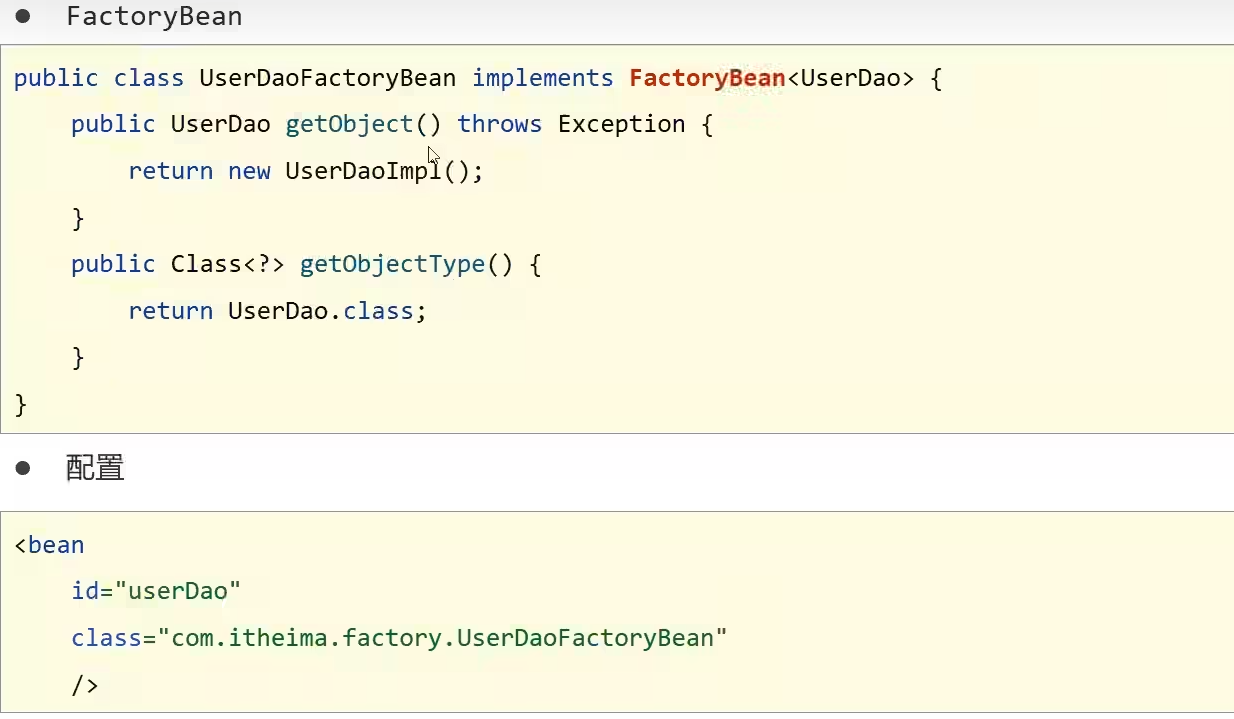 ● FactoryBean
public class UserDaoFactoryBean implements FactoryBean<UserDao> {
    public UserDao getObject() throws Exception {
        return new UserDaoImpl();
    }
    public Class<?> getObjectType() {
        return UserDao.class;
    }
}
● 配置
<bean
    id="userDao"
    class="com.itheima.factory.UserDaoFactoryBean"
    />